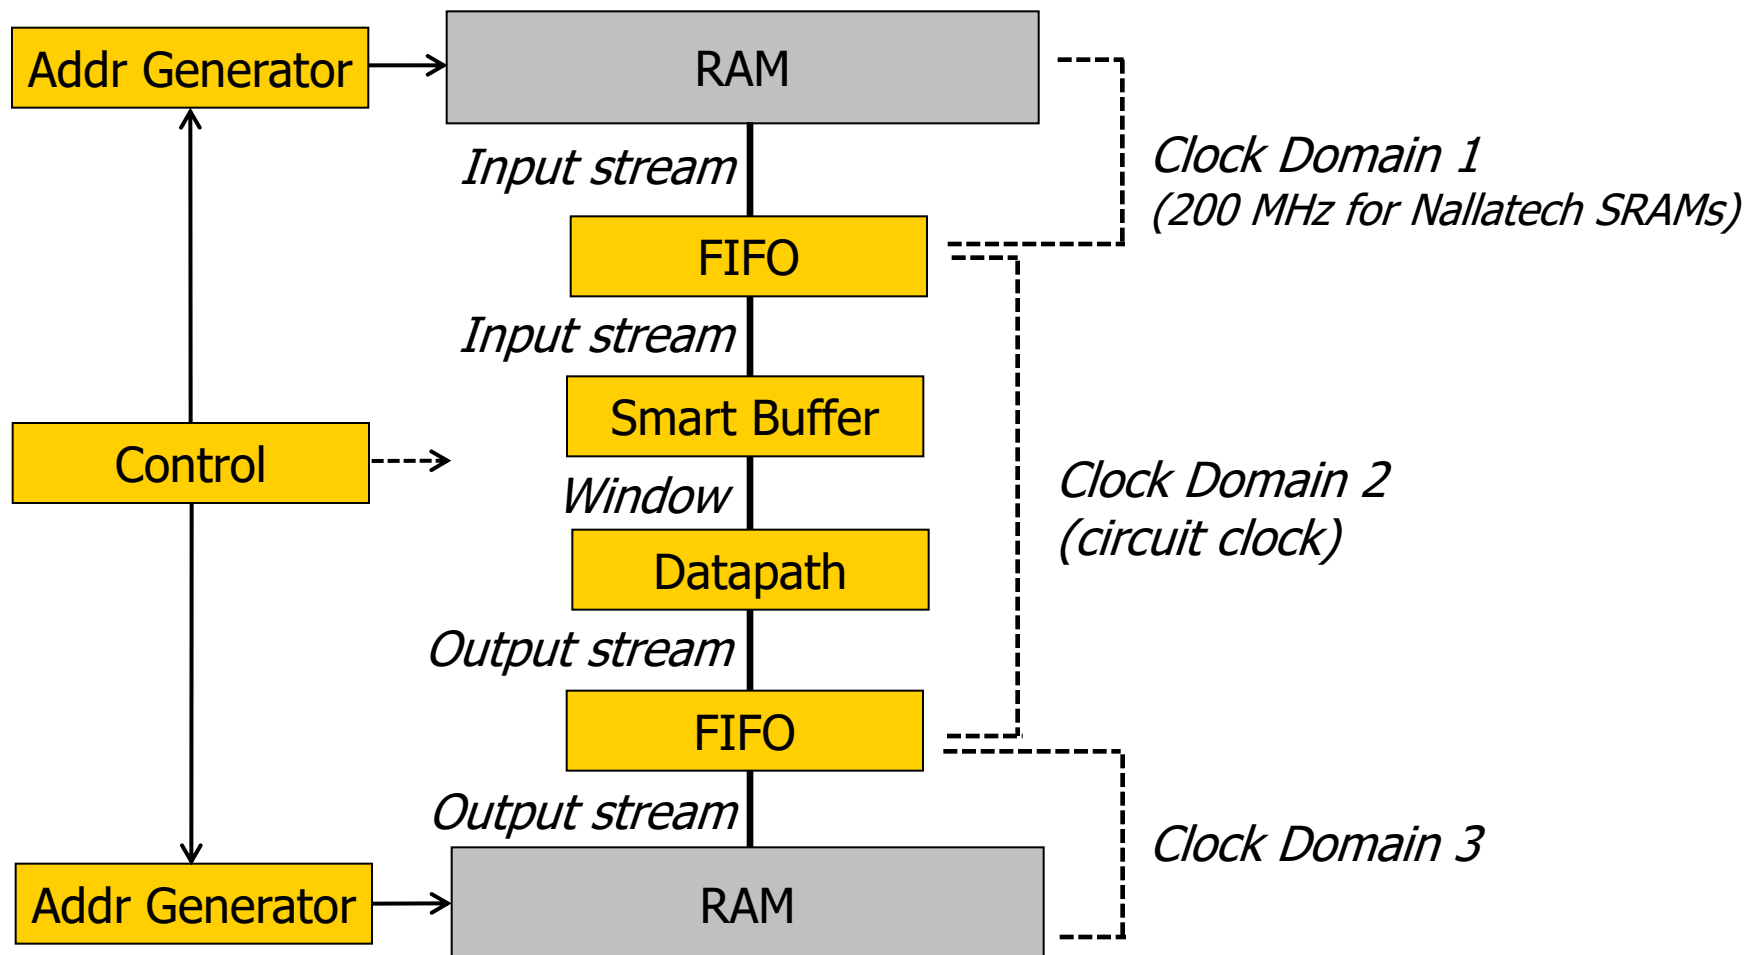 Addr Generator
RAM
Input stream
Clock Domain 1
(200 MHz for Nallatech SRAMs)
FIFO
Input stream
Smart Buffer
Control
Window
Clock Domain 2
(circuit clock)
Datapath
Output stream
FIFO
Output stream
Clock Domain 3
Addr Generator
RAM